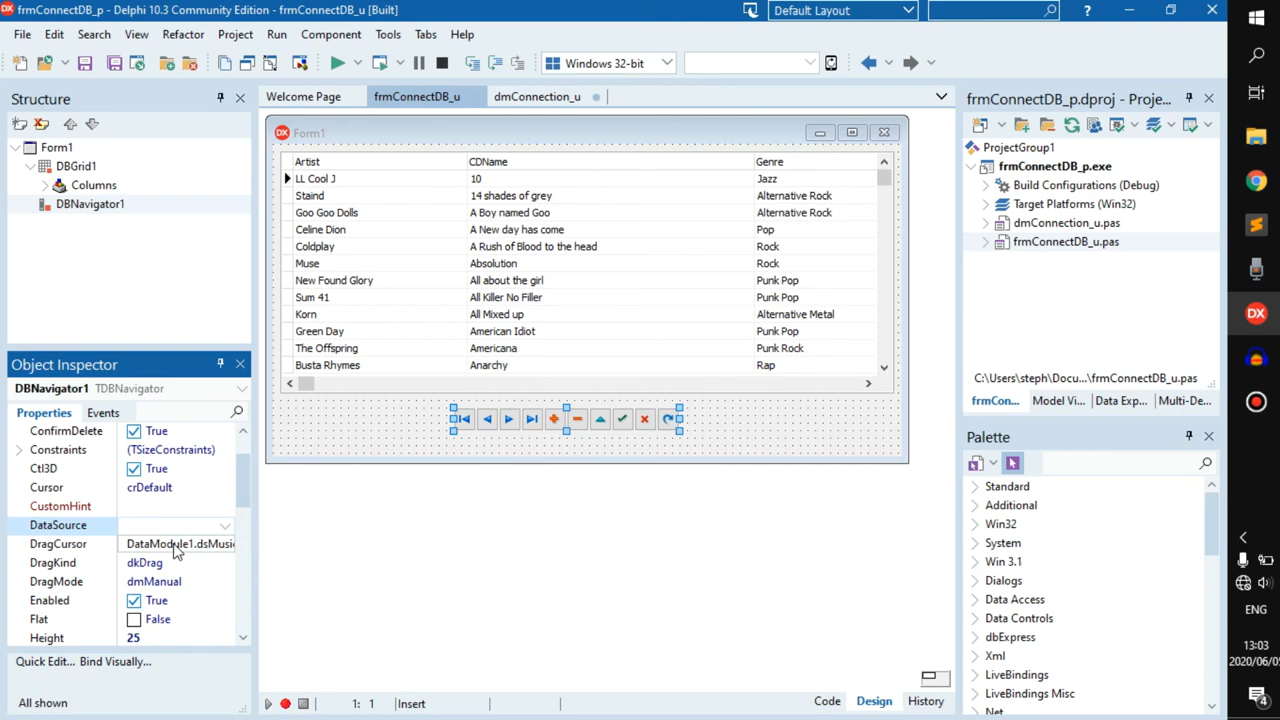 frmConnectDB_p - Delphi 10.3 Community Edition - frmConnectDB_u [Built]
Default Layout
File Edit Search View Refactor Project Run Component Tools Tabs Help
Windows 32-bit
Structure
Form1
DBGrid1
Columns
DBNavigator1
Object Inspector
DBNavigator1 TDBNavigator
Properties Events
ConfirmDelete True
Constraints (TSizeConstraints)
Ctl3D True
Cursor crDefault
CustomHint
DataSource
DragCursor DataModule1.dsMusic
DragKind dkDrag
DragMode dmManual
Enabled True
Flat False
Height 25
Quick Edit... Bind Visually...
All shown
Welcome Page frmConnectDB_u dmConnection_u
DX Form1
Artist CDName Genre
LL Cool J 10 Jazz
Staind 14 shades of grey Alternative Rock
Goo Goo Dolls A Boy named Goo Alternative Rock
Celine Dion A New day has come Pop
Coldplay A Rush of Blood to the head Rock
Muse Absolution Rock
New Found Glory All about the girl Punk Pop
Sum 41 All Killer No Filler Punk Pop
Korn All Mixed up Alternative Metal
Green Day American Idiot Punk Pop
The Offspring Americana Punk Rock
Busta Rhymes Anarchy Rap
1: 1 Insert
Code Design History
frmConnectDB_p.dproj - Proje...
ProjectGroup1
frmConnectDB_p.exe
Build Configurations (Debug)
Target Platforms (Win32)
dmConnection_u.pas
frmConnectDB_u.pas
C:\Users\steph\Docu...\frmConnectDB_u.pas
frmCon... Model Vi... Data Exp... Multi-De...
Palette
Standard
Additional
Win32
System
Win 3.1
Dialogs
Data Access
Data Controls
dbExpress
Xml
LiveBindings
LiveBindings Misc
Net
DX
ENG
13:03
2020/06/05
4